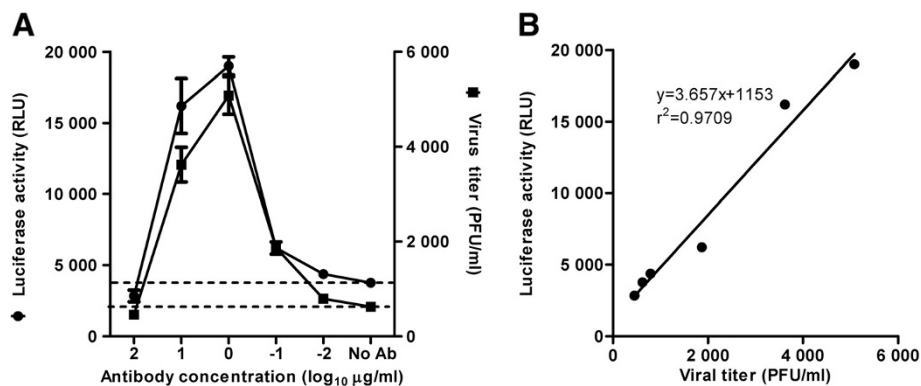 A
20 000
15 000
10 000
5 000
0
Luciferase activity (RLU)
6 000
4 000
2 000
0
Virus titer
(PFU/ml)
2 1 0 -1 -2 No Ab
Antibody concentration (log10 μg/ml)
B
20 000
15 000
10 000
5 000
0
Luciferase activity (RLU)
y=3.657x+1153
r²=0.9709
0 2 000 4 000 6 000
Viral titer (PFU/ml)